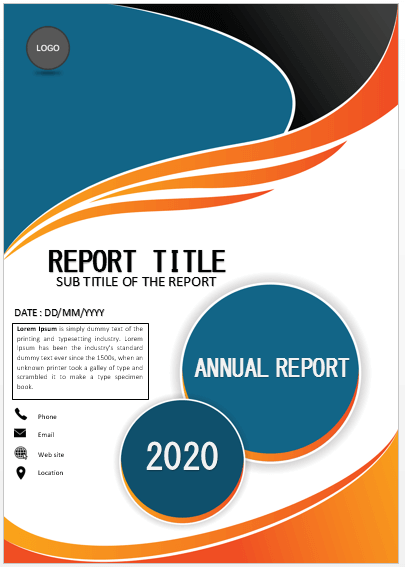 LOGO
REPORT TITLE
SUB TITILE OF THE REPORT
DATE : DD/MM/YYYY
Lorem Ipsum is simply dummy text of the
printing and typesetting industry. Lorem
Ipsum has been the industry's standard
dummy text ever since the 1500s, when an
unknown printer took a galley of type and
scrambled it to make a type specimen
book.
ANNUAL REPORT
2020
Phone
Email
Web site
Location